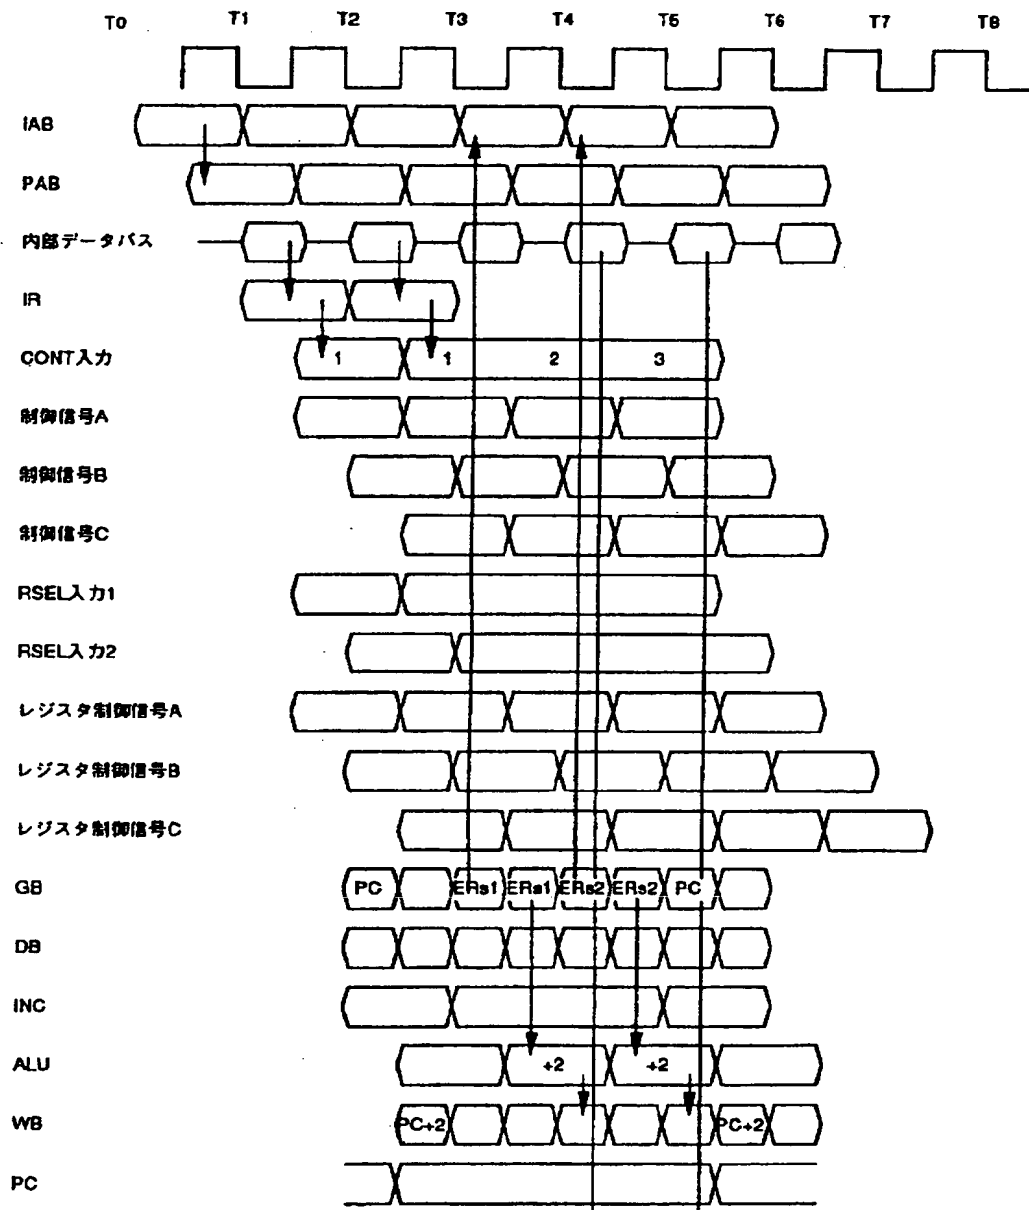 T0 T1 T2 T3 T4 T5 T6 T7 T8
IAB
PAB
内部データバス
IR
CONT入力 1 1 2 3
制御信号A
制御信号B
制御信号C
RSEL入力1
RSEL入力2
レジスタ制御信号A
レジスタ制御信号B
レジスタ制御信号C
GB PC ERs1 ERs1 ERs2 ERs2 PC
DB
INC
ALU +2 +2
WB PC+2 PC+2
PC